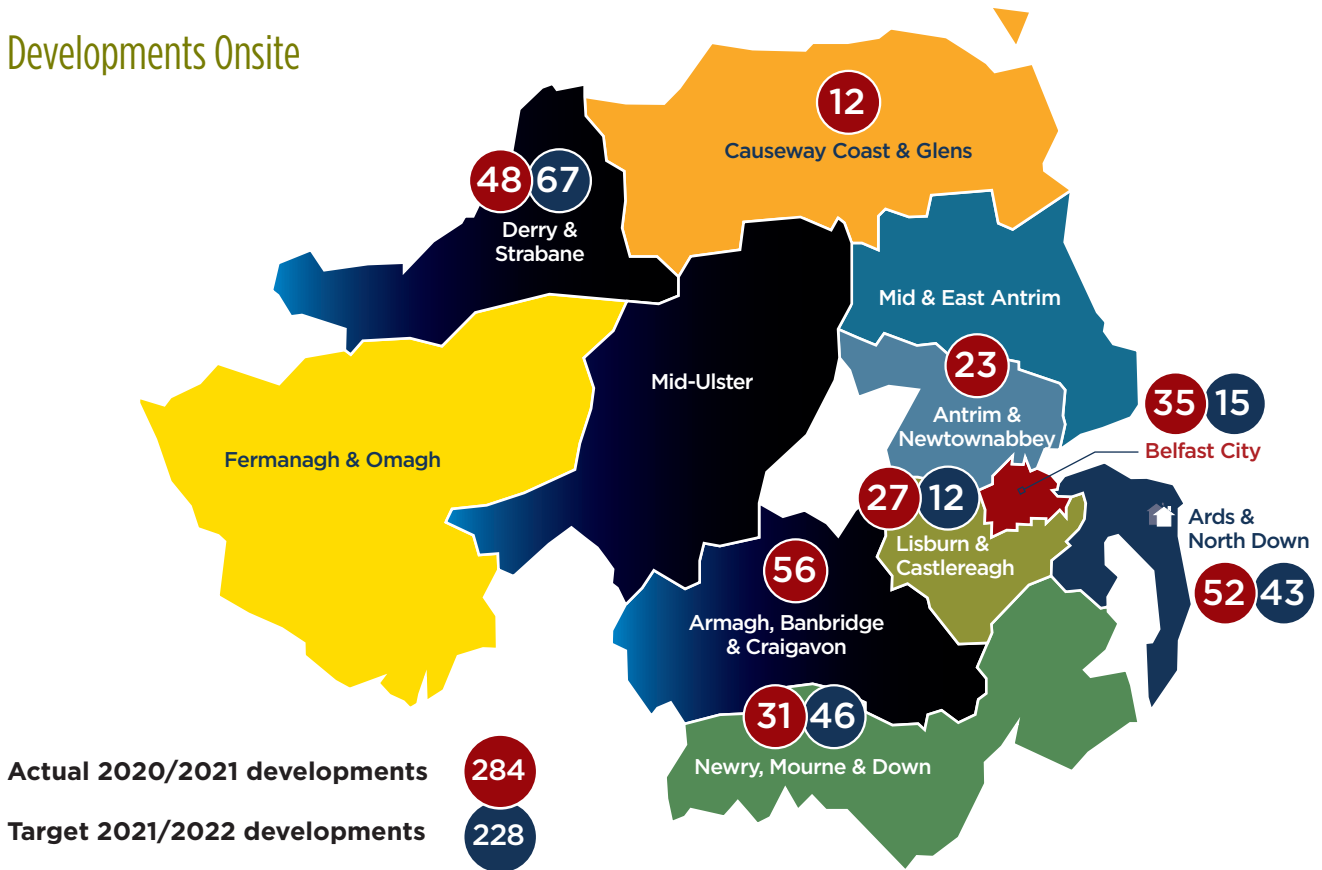 Developments Onsite
12
Causeway Coast & Glens
48 67
Derry &
Strabane
Mid & East Antrim
Mid-Ulster
23
Antrim &
Newtownabbey
35 15
Belfast City
Fermanagh & Omagh
27 12
Lisburn &
Castlereagh
Ards &
North Down
52 43
56
Armagh, Banbridge
& Craigavon
31 46
Newry, Mourne & Down
Actual 2020/2021 developments 284
Target 2021/2022 developments 228